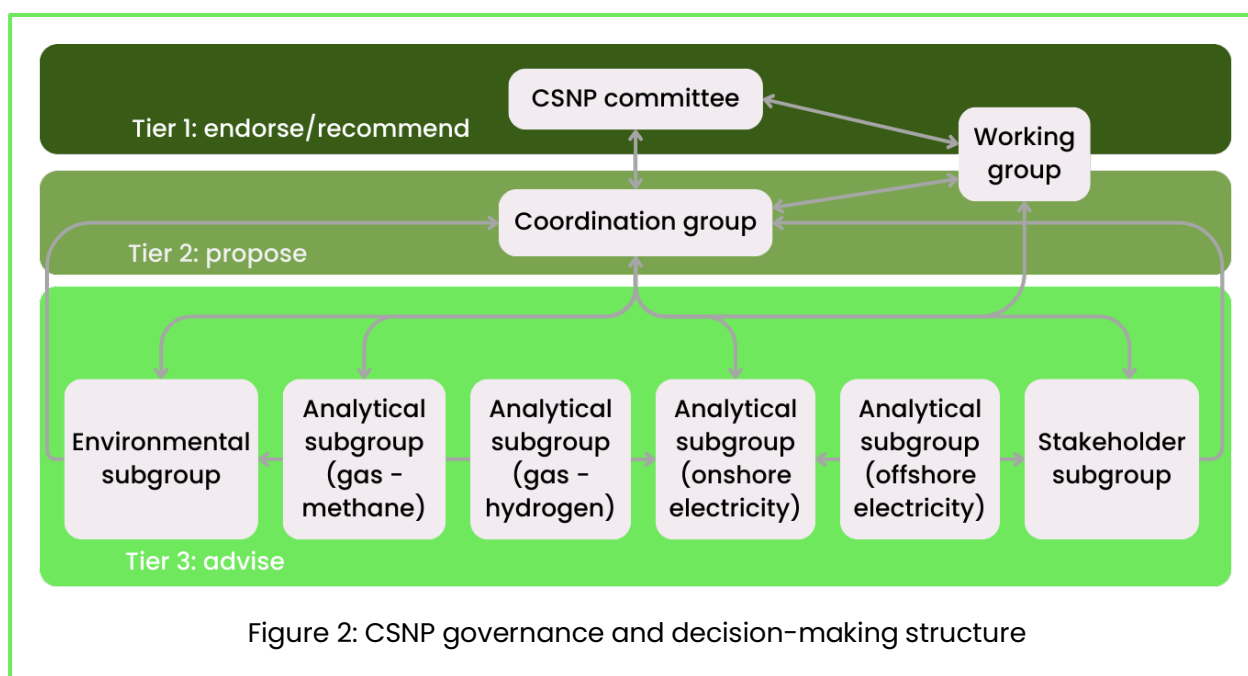 CSNP committee
Tier 1: endorse/recommend
Working
group
Coordination group
Tier 2: propose
Environmental
subgroup
Analytical
subgroup
(gas -
methane)
Analytical
subgroup
(gas -
hydrogen)
Analytical
subgroup
(onshore
electricity)
Analytical
subgroup
(offshore
electricity)
Stakeholder
subgroup
Tier 3: advise
Figure 2: CSNP governance and decision-making structure